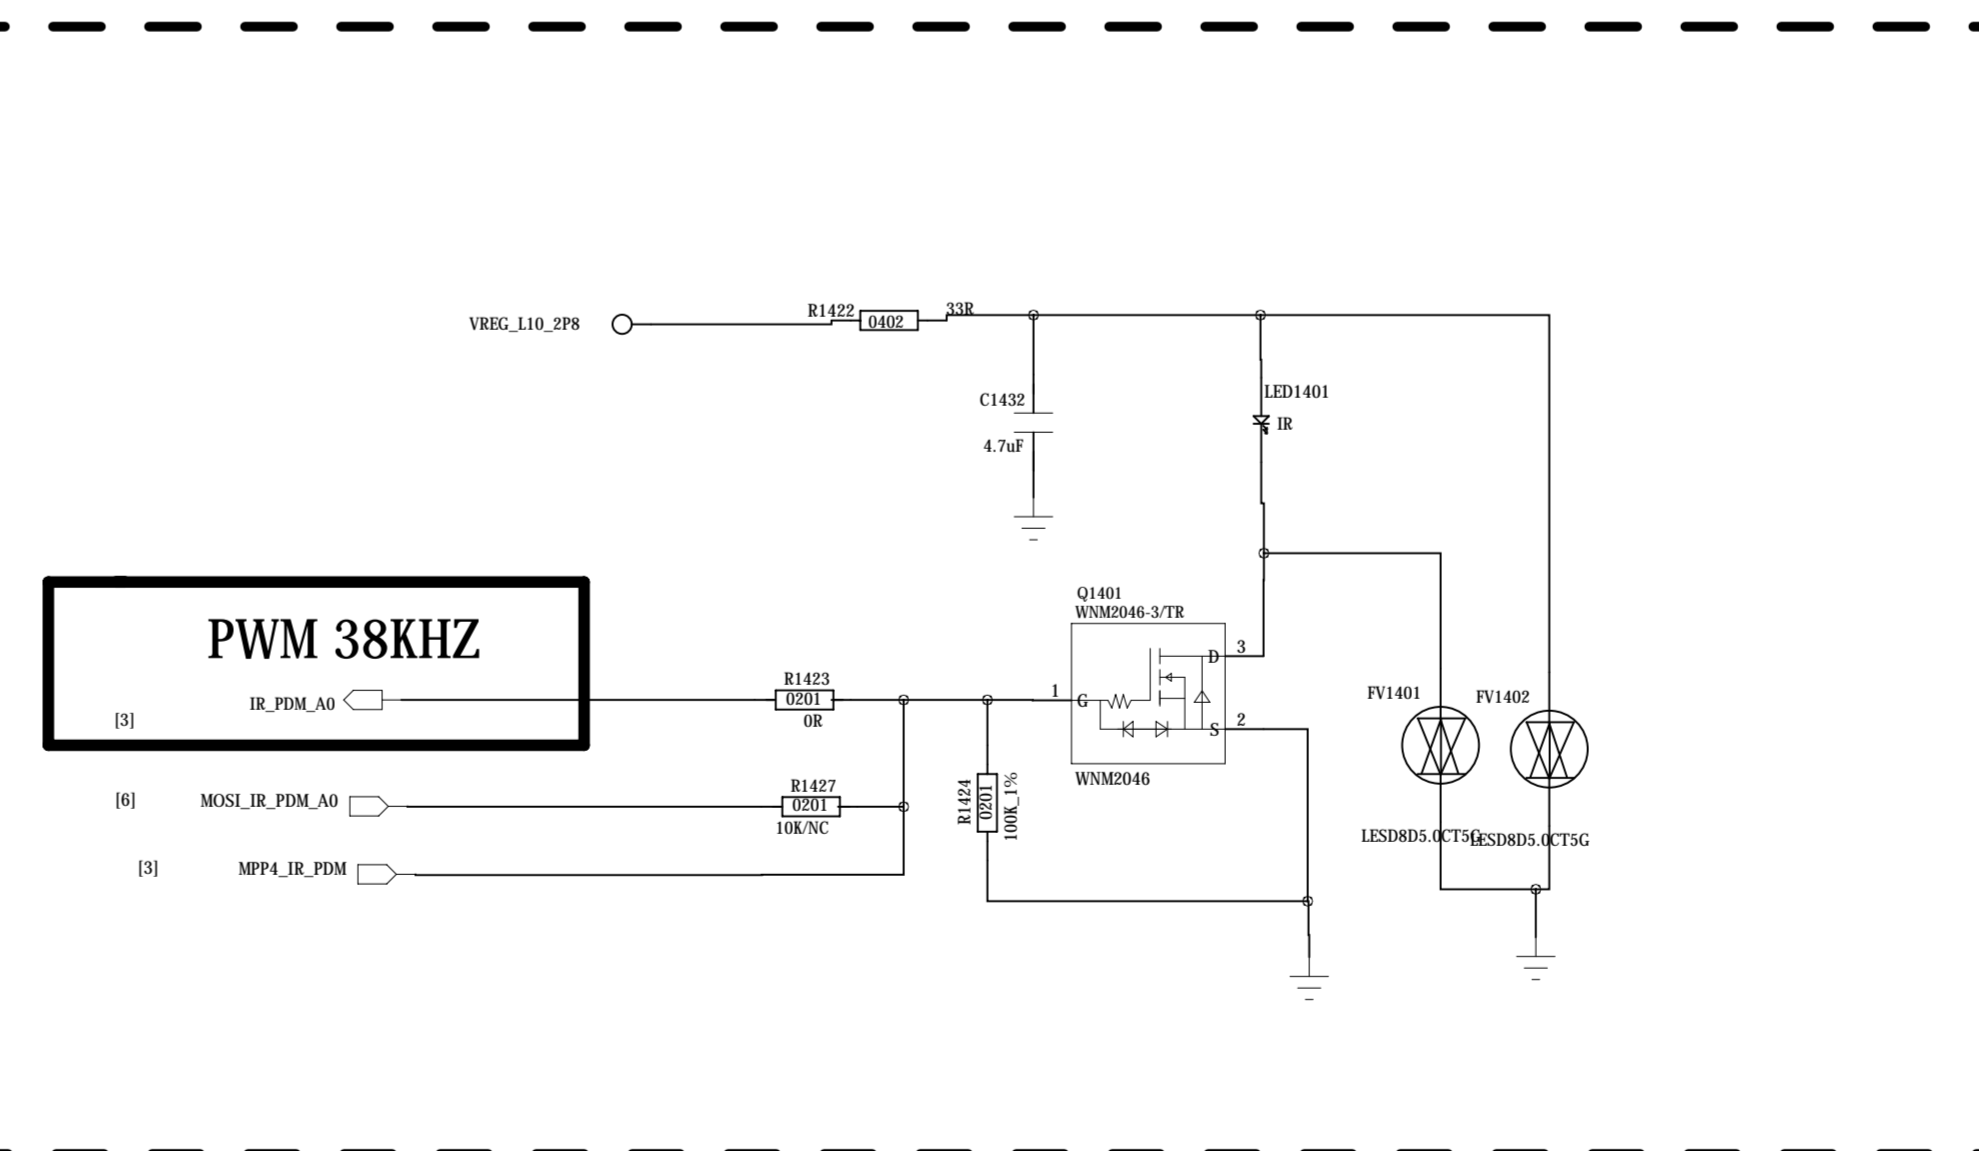 R1422
33R
VREG_L10_2P8
0402
LED1401
C1432
IR
4.7uF
Q1401
WNM2046-3/TR
PWM 38KHZ
3
D
R1423
1
FV1401
FV1402
IR_PDM_A0
0201
G
[3]
0R
2
S
R1427
WNM2046
[6]
MOSI_IR_PDM_A0
0201
10K/NC
R1424
0201
100K_1%
LESD8D5.0CT5G
LESD8D5.0CT5G
[3]
MPP4_IR_PDM